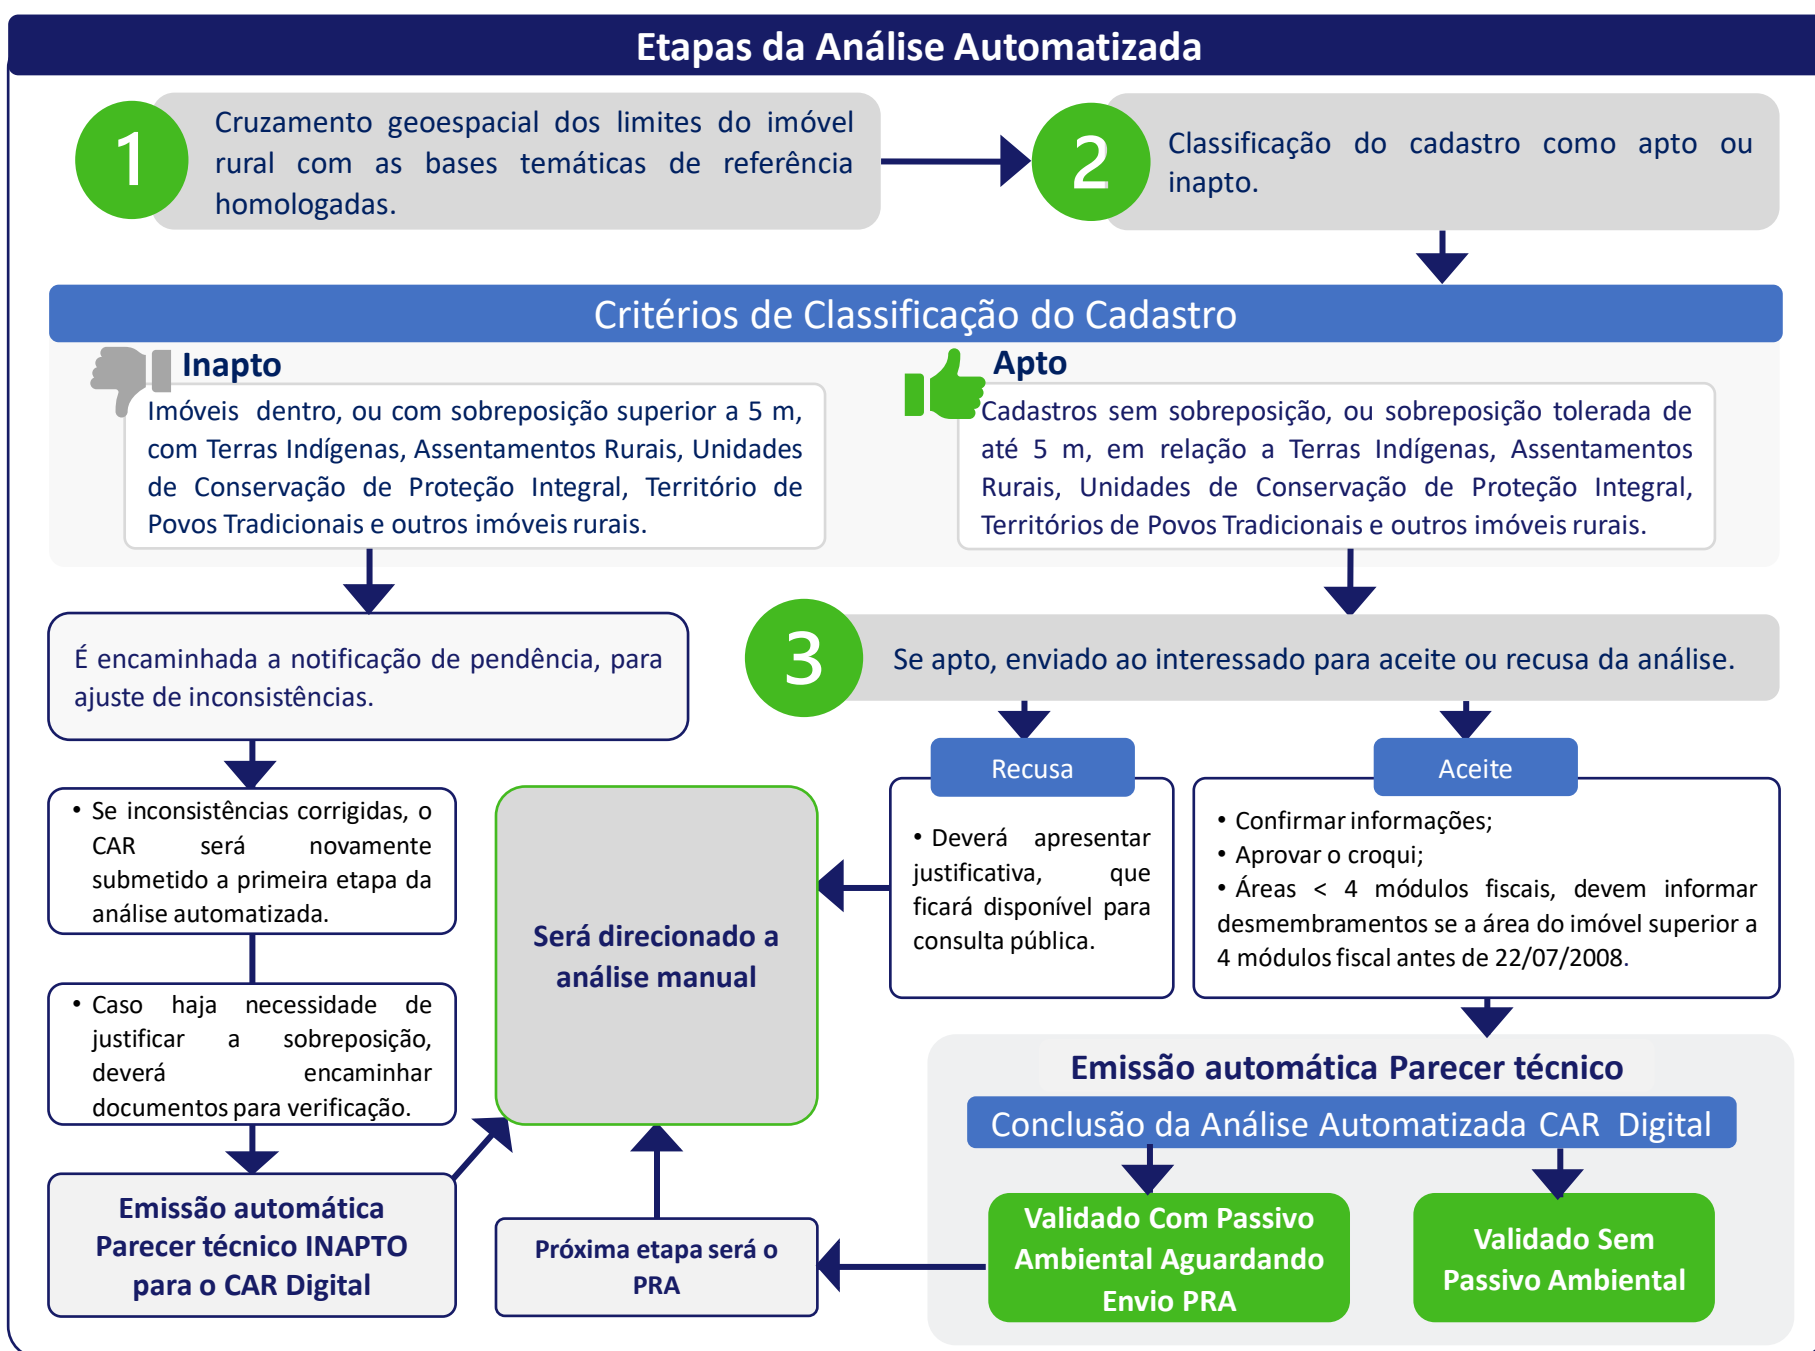 Etapas da Análise Automatizada
1
Cruzamento geoespacial dos limites do imóvel
rural com as bases temáticas de referência
homologadas.
2
Classificação do cadastro como apto ou
inapto.
Critérios de Classificação do Cadastro
Inapto
Imóveis dentro, ou com sobreposição superior a 5 m,
com Terras Indígenas, Assentamentos Rurais, Unidades
de Conservação de Proteção Integral, Território de
Povos Tradicionais e outros imóveis rurais.
Apto
Cadastros sem sobreposição, ou sobreposição tolerada de
até 5 m, em relação a Terras Indígenas, Assentamentos
Rurais, Unidades de Conservação de Proteção Integral,
Territórios de Povos Tradicionais e outros imóveis rurais.
É encaminhada a notificação de pendência, para
ajuste de inconsistências.
3
Se apto, enviado ao interessado para aceite ou recusa da análise.
• Se inconsistências corrigidas, o
CAR será novamente
submetido a primeira etapa da
análise automatizada.
• Caso haja necessidade de
justificar a sobreposição,
deverá encaminhar
documentos para verificação.
Emissão automática
Parecer técnico INAPTO
para o CAR Digital
Será direcionado a
análise manual
Recusa
• Deverá apresentar
justificativa, que
ficará disponível para
consulta pública.
Aceite
• Confirmar informações;
• Aprovar o croqui;
• Áreas < 4 módulos fiscais, devem informar
desmembramentos se a área do imóvel superior a
4 módulos fiscal antes de 22/07/2008.
Emissão automática Parecer técnico
Conclusão da Análise Automatizada CAR Digital
Validado Com Passivo
Ambiental Aguardando
Envio PRA
Validado Sem
Passivo Ambiental
Próxima etapa será o
PRA